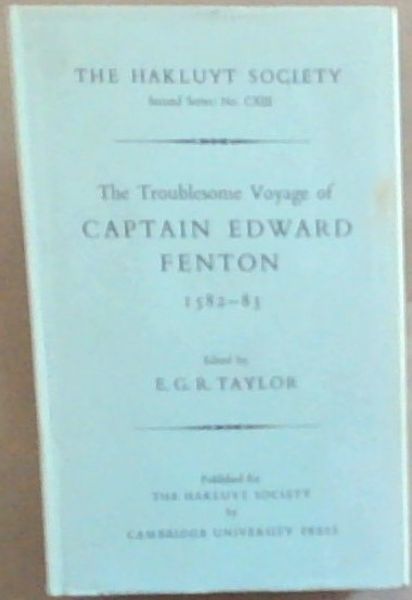 THE HAKLUYT SOCIETY
Second Series: No. CXIII
The Troublesome Voyage of
CAPTAIN EDWARD
FENTON
1582-83
Edited by
E. G. R. TAYLOR
Published for
THE HAKLUYT SOCIETY
by
CAMBRIDGE UNIVERSITY PRESS